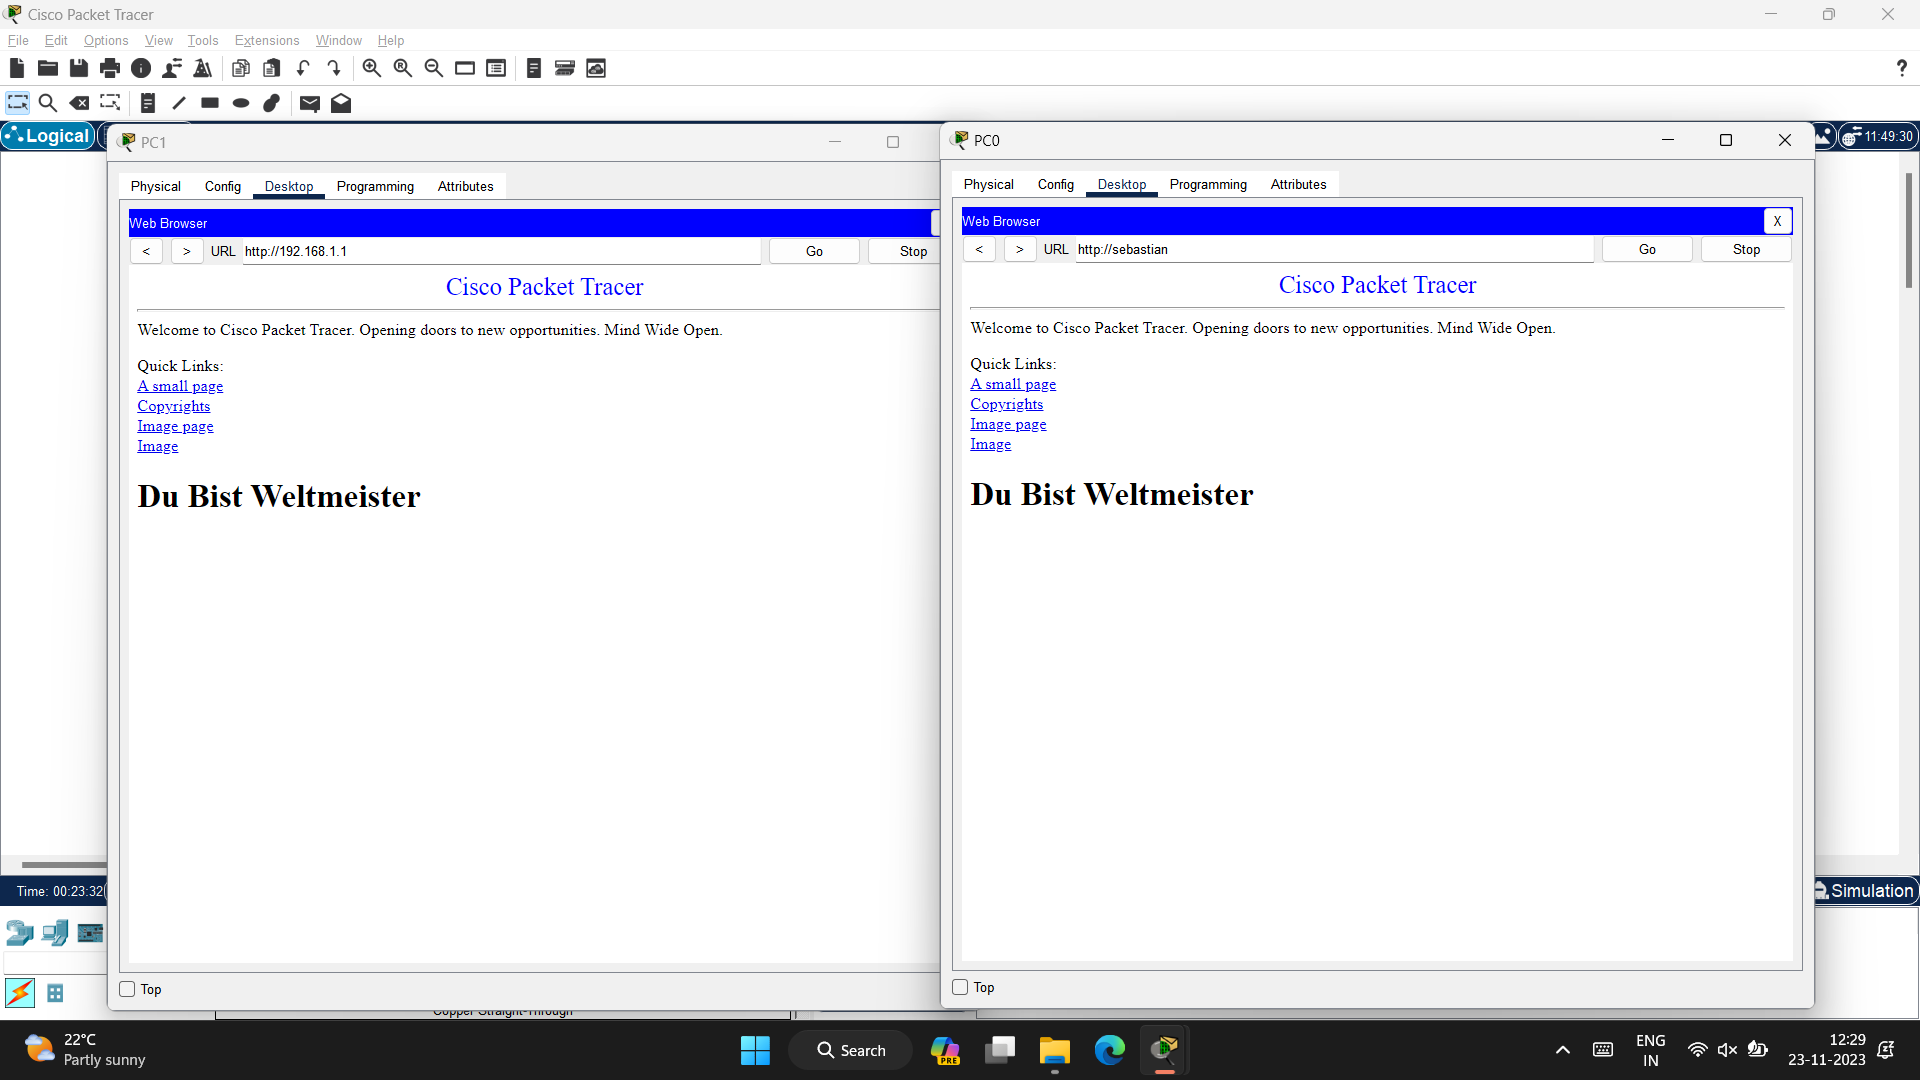 Cisco Packet Tracer
File Edit Options View Tools Extensions Window Help
?
Logical
11:49:30
PC1
Physical Config Desktop Programming Attributes
Web Browser
< > URL http://192.168.1.1 Go Stop
Cisco Packet Tracer
Welcome to Cisco Packet Tracer. Opening doors to new opportunities. Mind Wide Open.
Quick Links:
A small page
Copyrights
Image page
Image
Du Bist Weltmeister
Top
PC0
Physical Config Desktop Programming Attributes
Web Browser X
< > URL http://sebastian Go Stop
Cisco Packet Tracer
Welcome to Cisco Packet Tracer. Opening doors to new opportunities. Mind Wide Open.
Quick Links:
A small page
Copyrights
Image page
Image
Du Bist Weltmeister
Top
Time: 00:23:32
Simulation
Copper Straight-Through
22°C
Partly sunny
Search
PRE
ENG
IN
12:29
23-11-2023